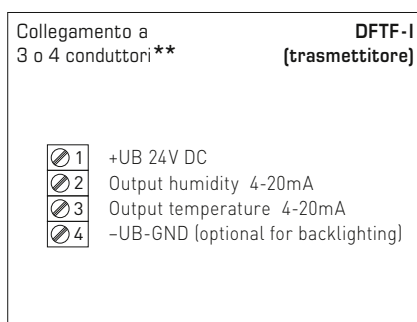 Collegamento a DFTF-I
3 o 4 conduttori** (trasmettitore)
1 +UB 24V DC
2 Output humidity 4-20mA
3 Output temperature 4-20mA
4 –UB-GND (optional for backlighting)